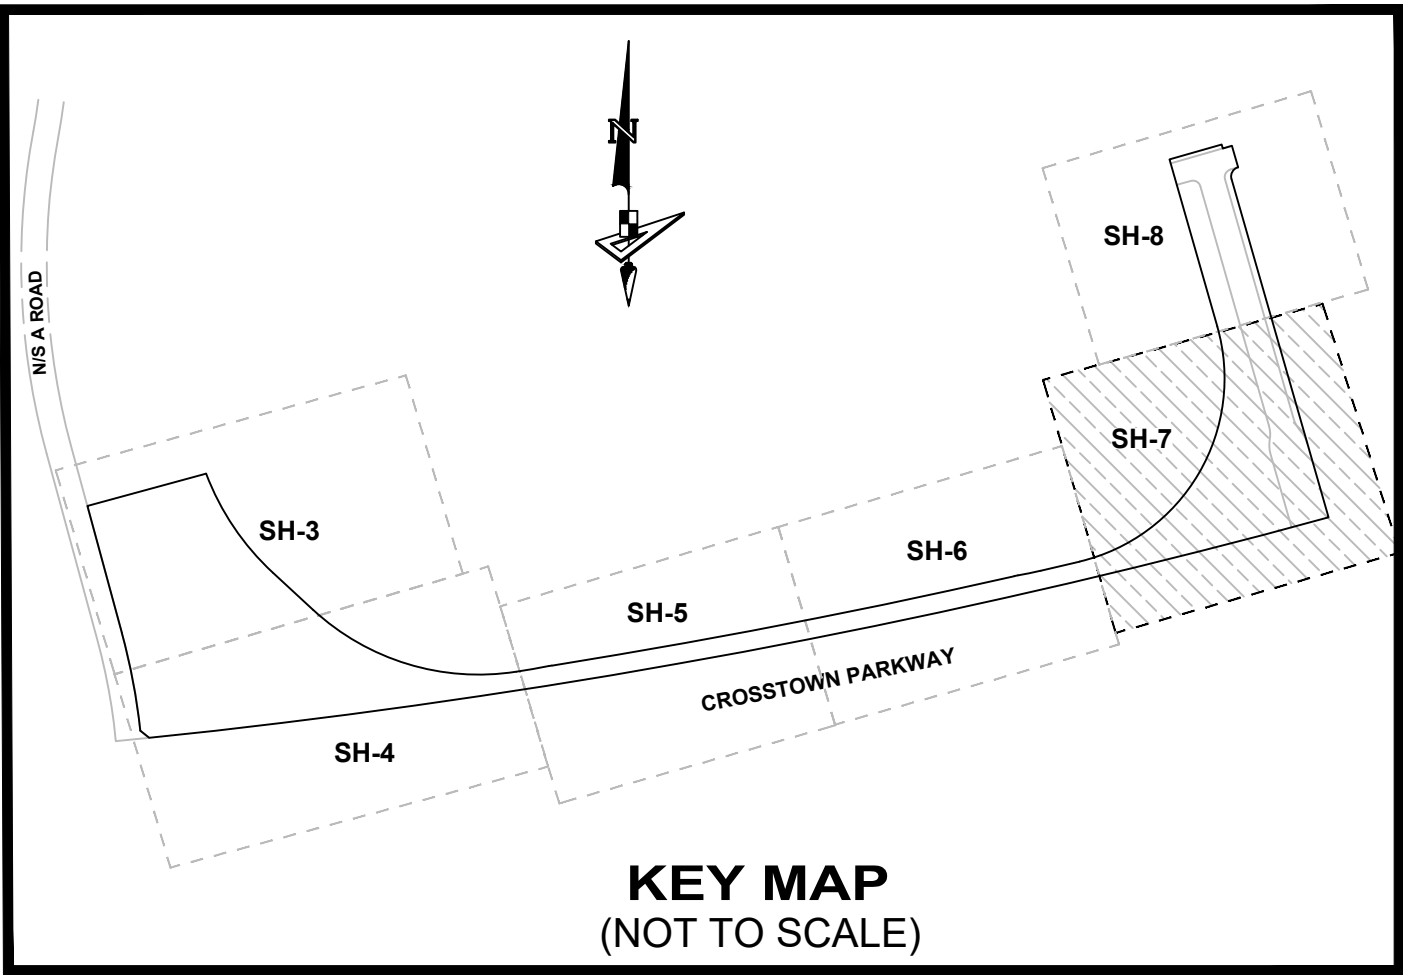 N
SH-8
N/S A ROAD
SH-7
SH-3
SH-6
SH-5
CROSSTOWN PARKWAY
SH-4
KEY MAP
(NOT TO SCALE)